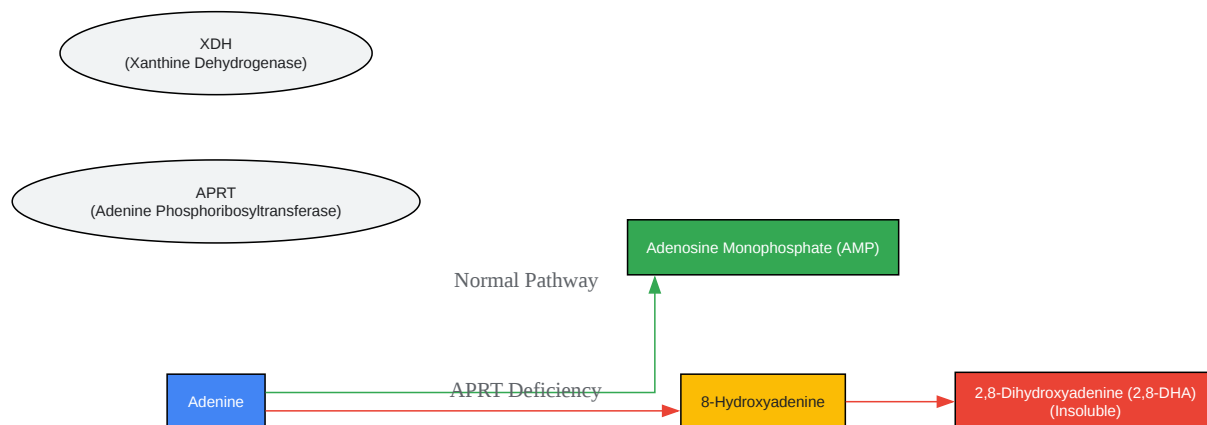 XDH
(Xanthine Dehydrogenase)
APRT
(Adenine Phosphoribosyltransferase)
Adenosine Monophosphate (AMP)
Normal Pathway
APRT Deficiency
Adenine
8-Hydroxyadenine
2,8-Dihydroxyadenine (2,8-DHA)
(Insoluble)